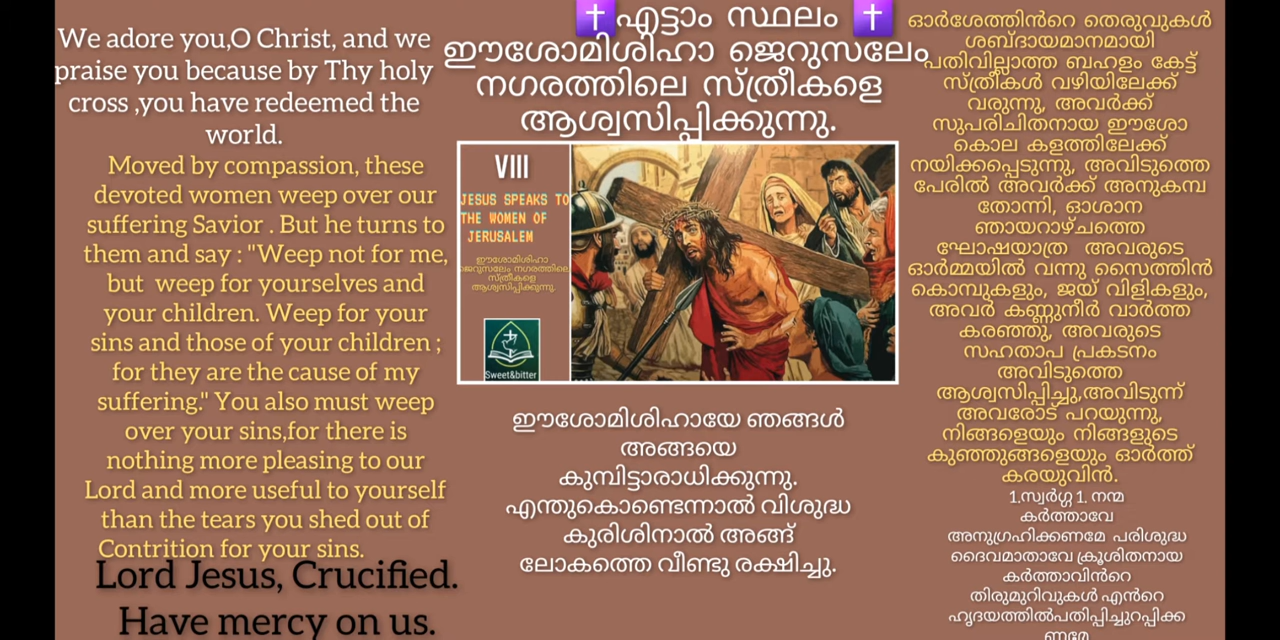 We adore you,O Christ, and we
praise you because by Thy holy
cross ,you have redeemed the
world.
Moved by compassion, these
devoted women weep over our
suffering Savior . But he turns to
them and say : "Weep not for me,
but weep for yourselves and
your children. Weep for your
sins and those of your children ;
for they are the cause of my
suffering." You also must weep
over your sins,for there is
nothing more pleasing to our
Lord and more useful to yourself
than the tears you shed out of
Contrition for your sins.
Lord Jesus, Crucified.
Have mercy on us.
✝️എട്ടാം സ്ഥലം ✝️
ഈശോമിശിഹാ ജെറുസലേം
നഗരത്തിലെ സ്ത്രീകളെ
ആശ്വസിപ്പിക്കുന്നു.
VIII
JESUS SPEAKS TO
THE WOMEN OF
JERUSALEM
ഈശോമിശിഹാ
ജെറുസലേം നഗരത്തിലെ
സ്ത്രീകളെ
ആശ്വസിപ്പിക്കുന്നു.
Sweet&bitter
ഈശോമിശിഹായേ ഞങ്ങൾ
അങ്ങയെ
കുമ്പിട്ടാരാധിക്കുന്നു.
എന്തുകൊണ്ടെന്നാൽ വിശുദ്ധ
കുരിശിനാൽ അങ്ങ്
ലോകത്തെ വീണ്ടു രക്ഷിച്ചു.
ഓർശേത്തിൻറെ തെരുവുകൾ
ശബ്ദായമാനമായി
പതിവില്ലാത്ത ബഹളം കേട്ട്
സ്ത്രീകൾ വഴിയിലേക്ക്
വരുന്നു, അവർക്ക്
സുപരിചിതനായ ഈശോ
കൊല കളത്തിലേക്ക്
നയിക്കപ്പെടുന്നു, അവിടുത്തെ
പേരിൽ അവർക്ക് അനുകമ്പ
തോന്നി, ഓശാന
ഞായറാഴ്ചത്തെ
ഘോഷയാത്ര അവരുടെ
ഓർമ്മയിൽ വന്നു സൈത്തിൻ
കൊമ്പുകളും, ജയ് വിളികളും,
അവർ കണ്ണുനീർ വാർത്ത
കരഞ്ഞു, അവരുടെ
സഹതാപ പ്രകടനം
അവിടുത്തെ
ആശ്വസിപ്പിച്ചു,അവിടുന്ന്
അവരോട് പറയുന്നു,
നിങ്ങളെയും നിങ്ങളുടെ
കുഞ്ഞുങ്ങളെയും ഓർത്ത്
കരയുവിൻ.
1.സ്വർഗ്ഗ 1. നന്മ
കർത്താവേ
അനുഗ്രഹിക്കണമേ പരിശുദ്ധ
ദൈവമാതാവേ ക്രൂശിതനായ
കർത്താവിൻറെ
തിരുമുറിവുകൾ എൻറെ
ഹൃദയത്തിൽപതിപ്പിച്ചുറപ്പിക്ക
ണമേ